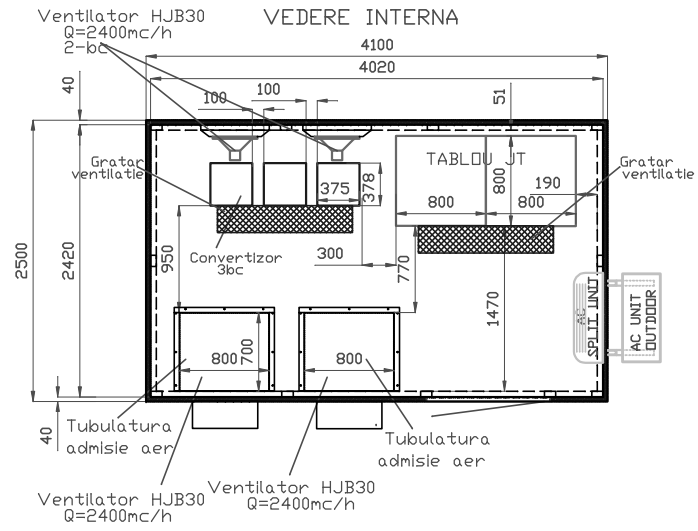 Ventilator HJB30
Q=2400mc/h
2-bc
VEDERE INTERNA
4100
4020
40
100
100
51
Gratar
ventilatie
TABLOU JT
Gratar
ventilatie
375
378
800
190
800
800
2500
2420
950
Convertizor
3bc
300
770
1470
AC
SPLIT UNIT
AC UNIT
OUTDOOR
800
700
800
40
Tubulatura
admisie aer
Tubulatura
admisie aer
Ventilator HJB30
Q=2400mc/h
Ventilator HJB30
Q=2400mc/h